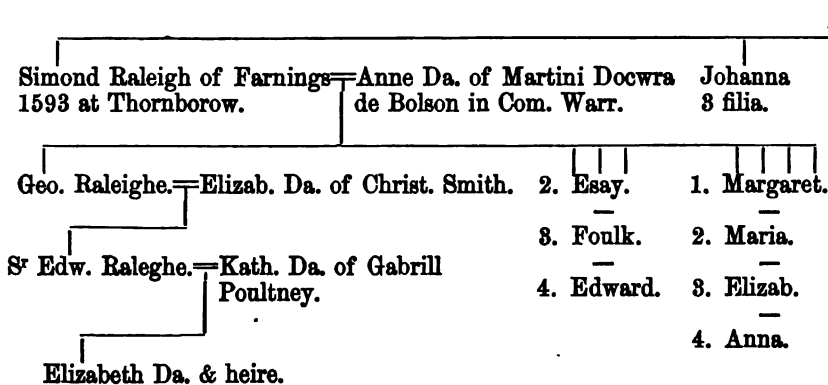 Simond Raleigh of Farnings═Anne Da. of Martini Docwra Johanna
1593 at Thornborow. de Bolson in Com. Warr. 3 filia.
Geo. Raleighe.═Elizab. Da. of Christ. Smith. 2. Esay. 1. Margaret.
3. Foulk. 2. Maria.
Sr Edw. Raleghe.═Kath. Da. of Gabrill
Poultney.
4. Edward. 3. Elizab.
4. Anna.
Elizabeth Da. & heire.